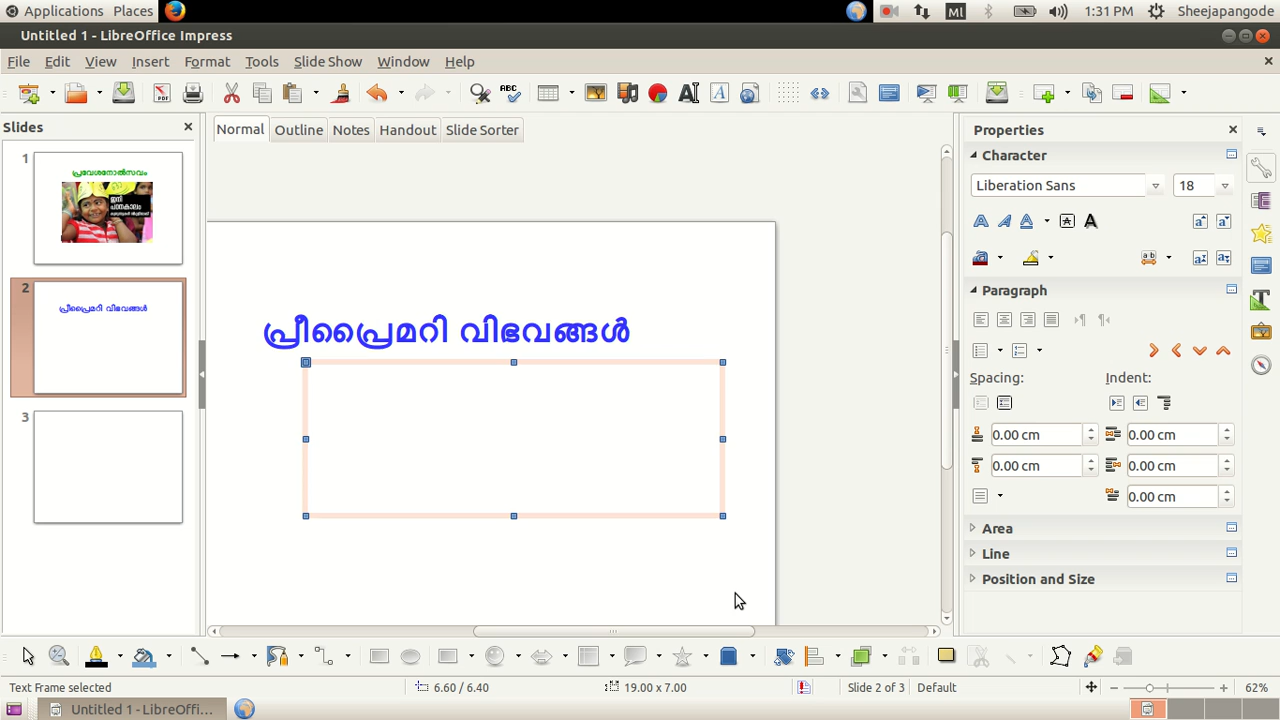 Applications Places Ml 1:31 PM Sheejapangode
Untitled 1 - LibreOffice Impress
File Edit View Insert Format Tools Slide Show Window Help
Slides
Normal Outline Notes Handout Slide Sorter
Properties
1
പ്രവേശനോൽസവം
ഇനി
പഠനകാലം
2
പ്രീപ്രൈമറി വിഭവങ്ങൾ
3
പ്രീപ്രൈമറി വിഭവങ്ങൾ
Character
Liberation Sans 18
Paragraph
Spacing: Indent:
0.00 cm 0.00 cm
0.00 cm 0.00 cm
0.00 cm
Area
Line
Position and Size
Text Frame selected 6.60 / 6.40 19.00 x 7.00 Slide 2 of 3 Default 62%
Untitled 1 - LibreOffi...